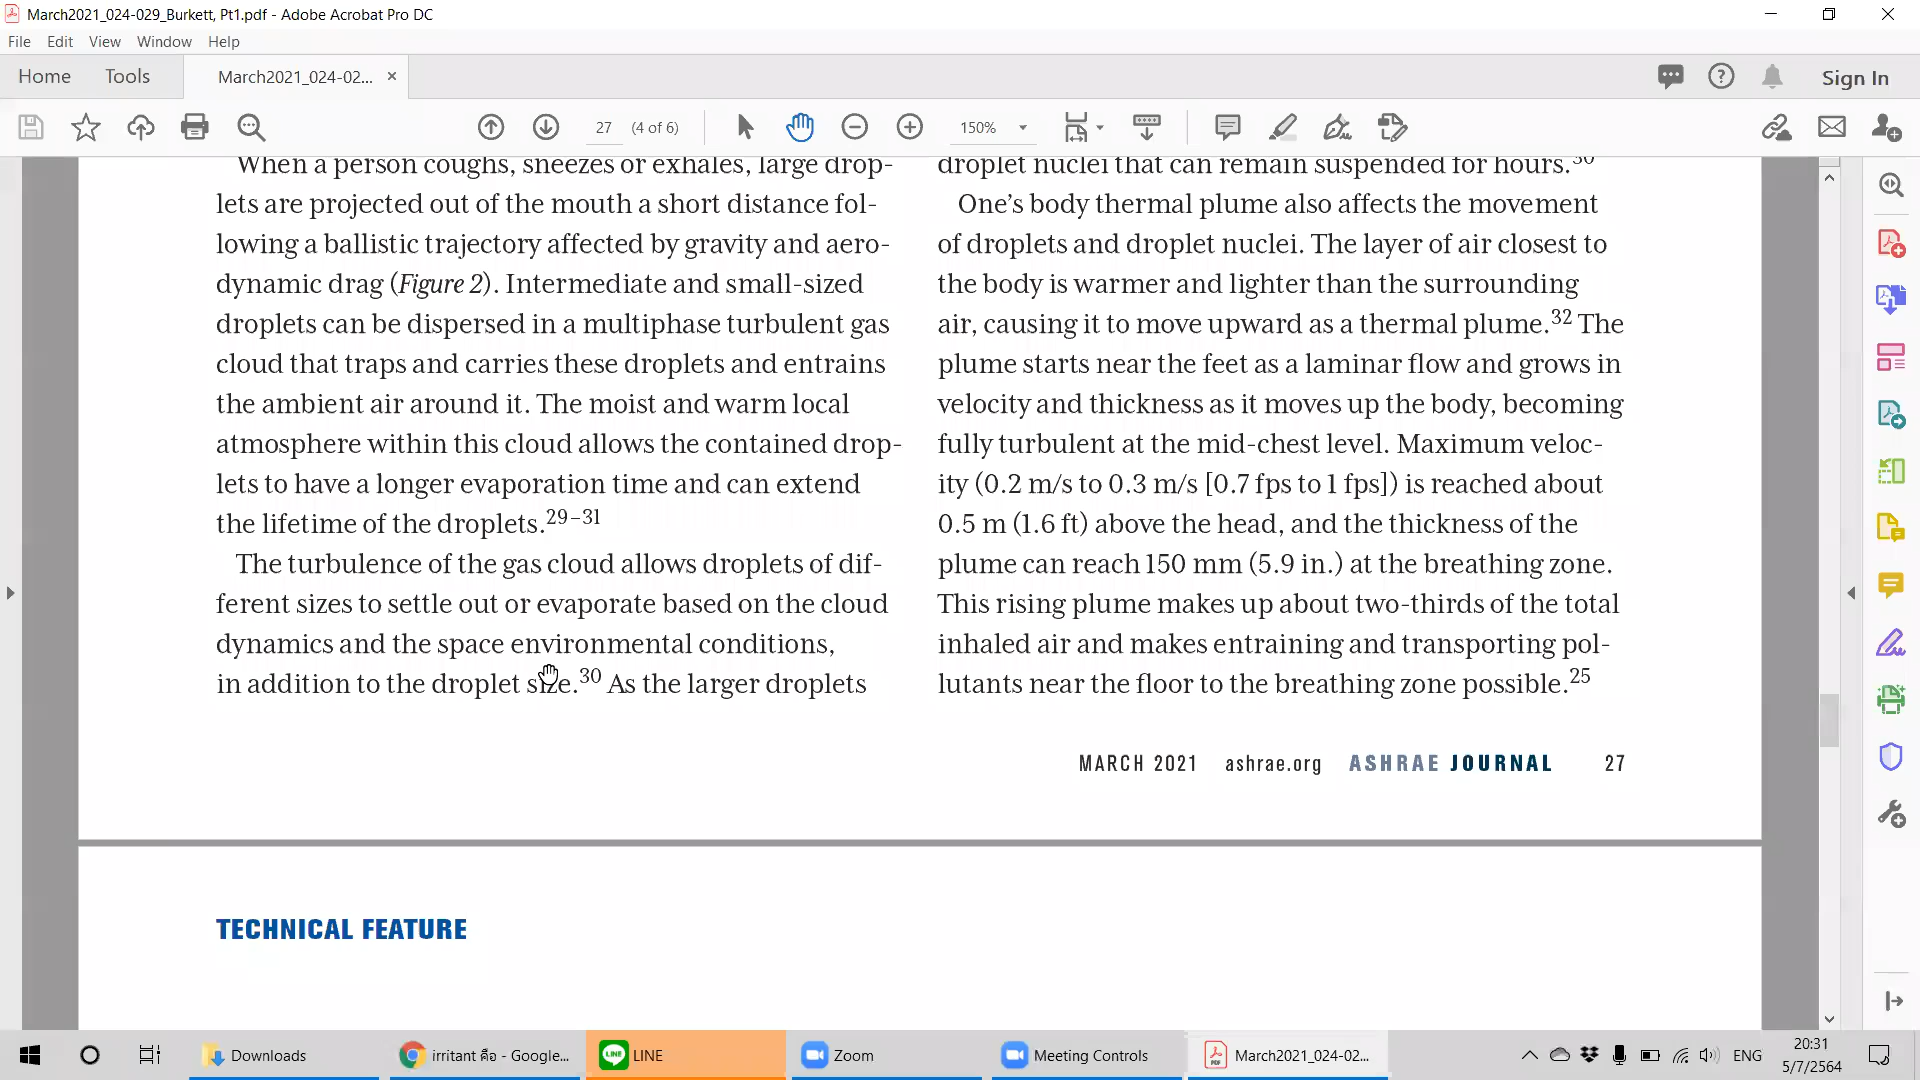 March2021_024-029_Burkett, Pt1.pdf - Adobe Acrobat Pro DC
File Edit View Window Help
Home Tools March2021_024-02... × Sign In
27 (4 of 6) 150%
When a person coughs, sneezes or exhales, large drop-
lets are projected out of the mouth a short distance fol-
lowing a ballistic trajectory affected by gravity and aero-
dynamic drag (Figure 2). Intermediate and small-sized
droplets can be dispersed in a multiphase turbulent gas
cloud that traps and carries these droplets and entrains
the ambient air around it. The moist and warm local
atmosphere within this cloud allows the contained drop-
lets to have a longer evaporation time and can extend
the lifetime of the droplets.29–31
The turbulence of the gas cloud allows droplets of dif-
ferent sizes to settle out or evaporate based on the cloud
dynamics and the space environmental conditions,
in addition to the droplet size.30 As the larger droplets
droplet nuclei that can remain suspended for hours.30
One’s body thermal plume also affects the movement
of droplets and droplet nuclei. The layer of air closest to
the body is warmer and lighter than the surrounding
air, causing it to move upward as a thermal plume.32 The
plume starts near the feet as a laminar flow and grows in
velocity and thickness as it moves up the body, becoming
fully turbulent at the mid-chest level. Maximum veloc-
ity (0.2 m/s to 0.3 m/s [0.7 fps to 1 fps]) is reached about
0.5 m (1.6 ft) above the head, and the thickness of the
plume can reach 150 mm (5.9 in.) at the breathing zone.
This rising plume makes up about two-thirds of the total
inhaled air and makes entraining and transporting pol-
lutants near the floor to the breathing zone possible.25
MARCH 2021 ashrae.org ASHRAE JOURNAL 27
TECHNICAL FEATURE
Downloads irritant คือ - Google... LINE Zoom Meeting Controls March2021_024-02... ENG 20:31
5/7/2564